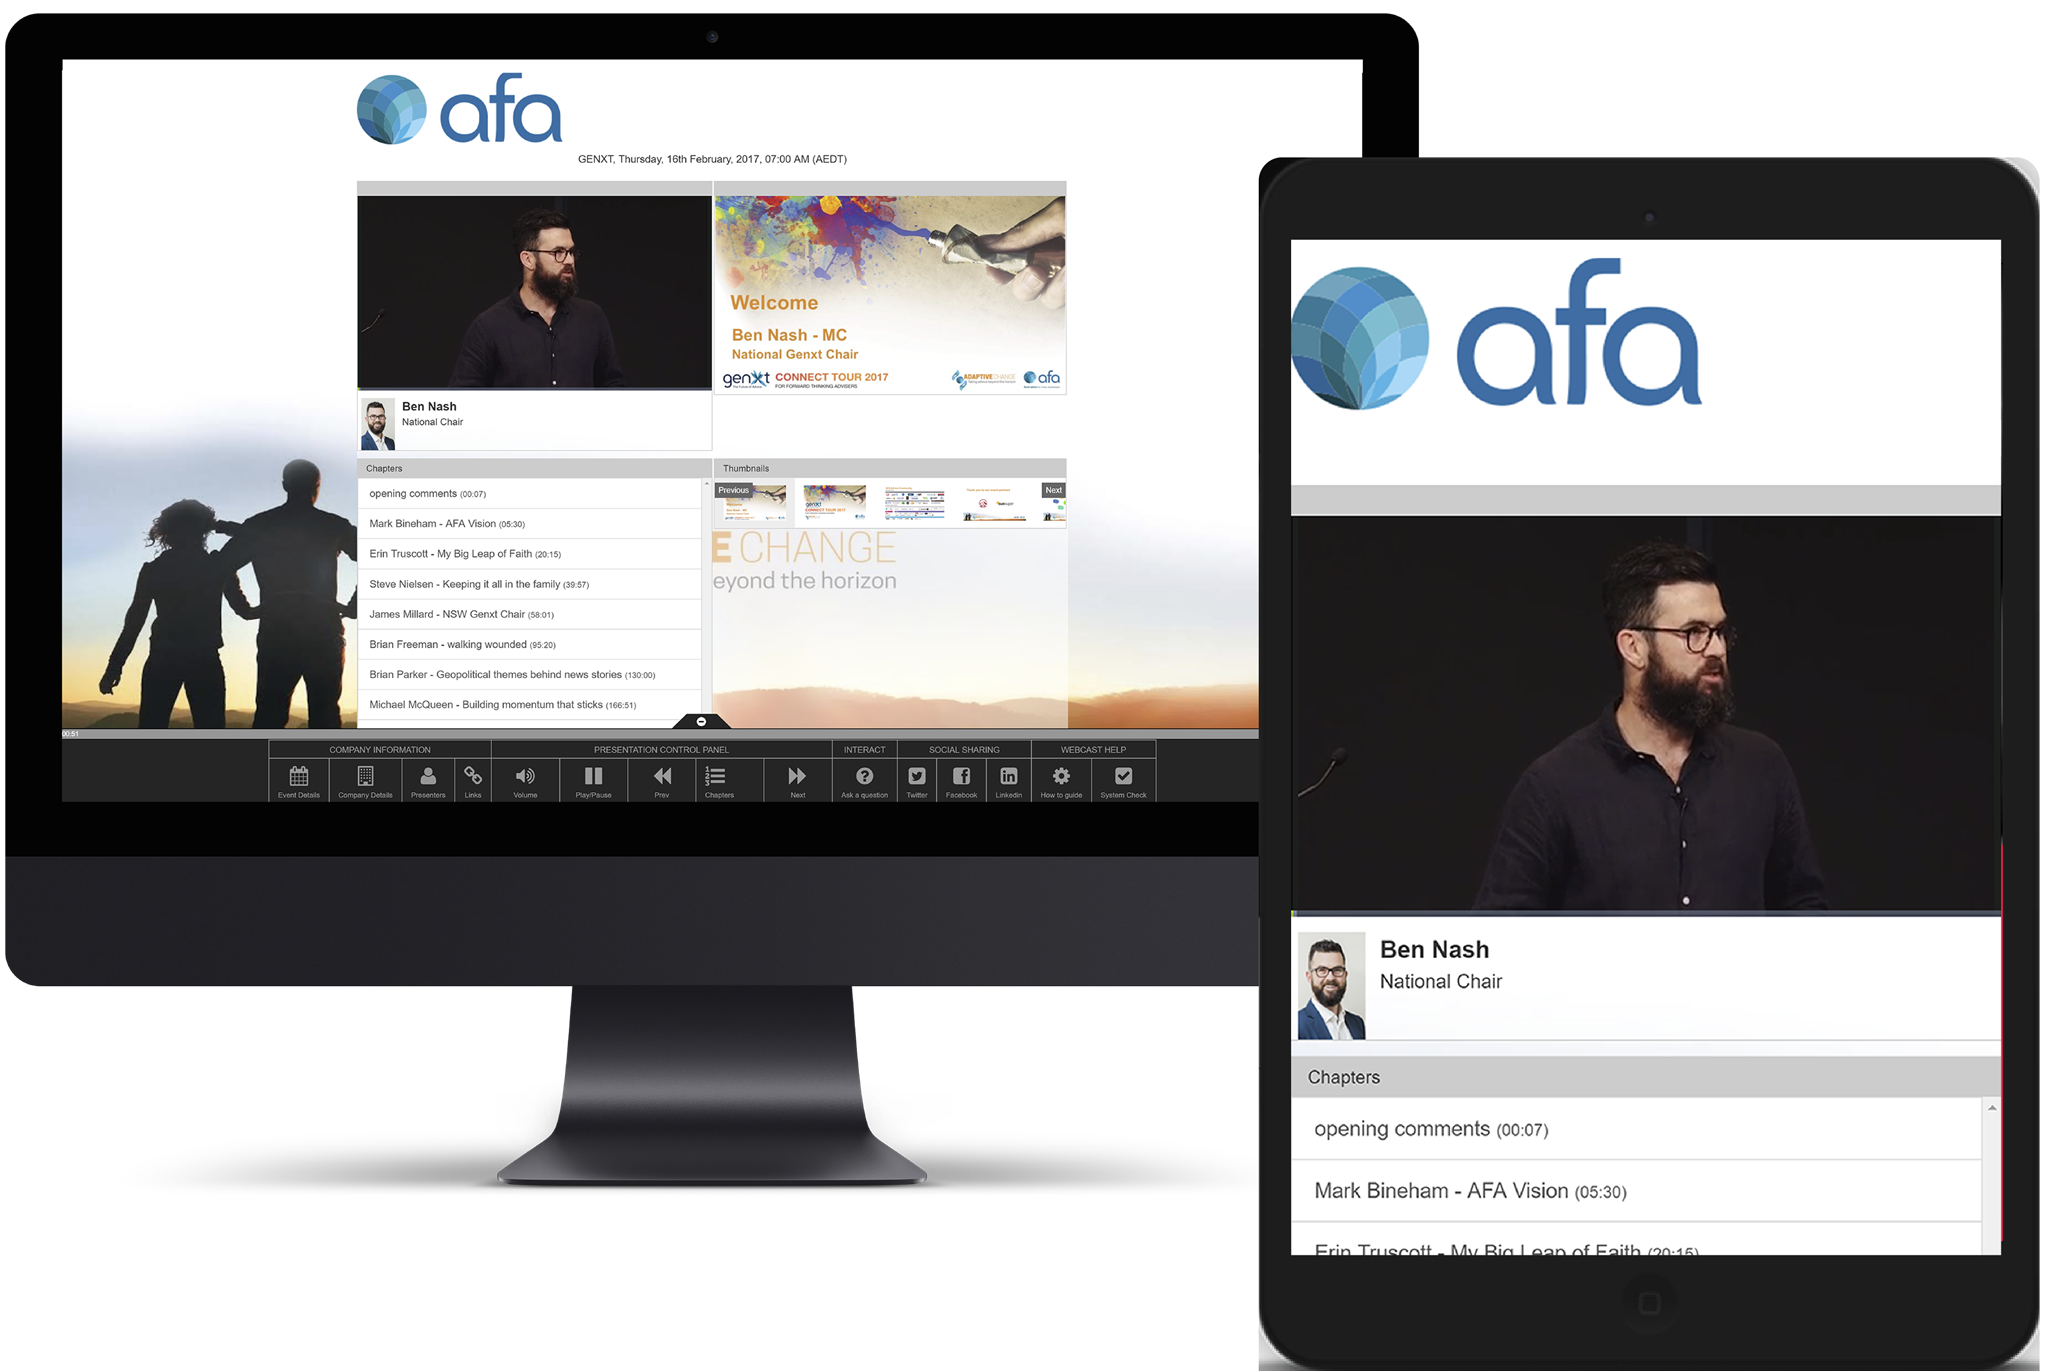 afa
GENXT, Thursday, 16th February, 2017, 07:00 AM (AEDT)
Welcome
Ben Nash - MC
National Genxt Chair
genxt CONNECT TOUR 2017
FOR FORWARD THINKING ADVISERS
ADAPTIVECHANGE
afa
Ben Nash
National Chair
Chapters
opening comments (00:07)
Mark Bineham - AFA Vision (05:30)
Erin Truscott - My Big Leap of Faith (20:15)
Steve Nielsen - Keeping it all in the family (39:57)
James Millard - NSW Genxt Chair (58:01)
Brian Freeman - walking wounded (95:20)
Brian Parker - Geopolitical themes behind news stories (130:00)
Michael McQueen - Building momentum that sticks (166:51)
Thumbnails
Previous
Next
E CHANGE
eyond the horizon
00:51
COMPANY INFORMATION
Event Details
Company Details
Presenters
Links
PRESENTATION CONTROL PANEL
Volume
Play/Pause
Prev
Chapters
Next
INTERACT
Ask a question
SOCIAL SHARING
Twitter
Facebook
Linkedin
WEBCAST HELP
How to guide
System Check
afa
Ben Nash
National Chair
Chapters
opening comments (00:07)
Mark Bineham - AFA Vision (05:30)
Erin Truscott - My Big Leap of Faith (20:15)